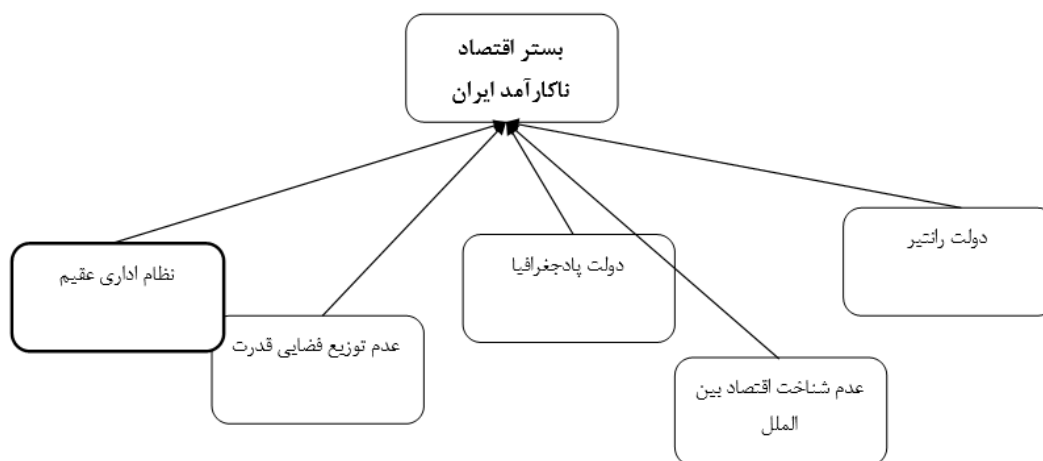 بستر اقتصاد
ناکارآمد ایران
دولت رانتیر
دولت پادجغرافیا
نظام اداری عقیم
عدم توزیع فضایی قدرت
عدم شناخت اقتصاد بین
الملل